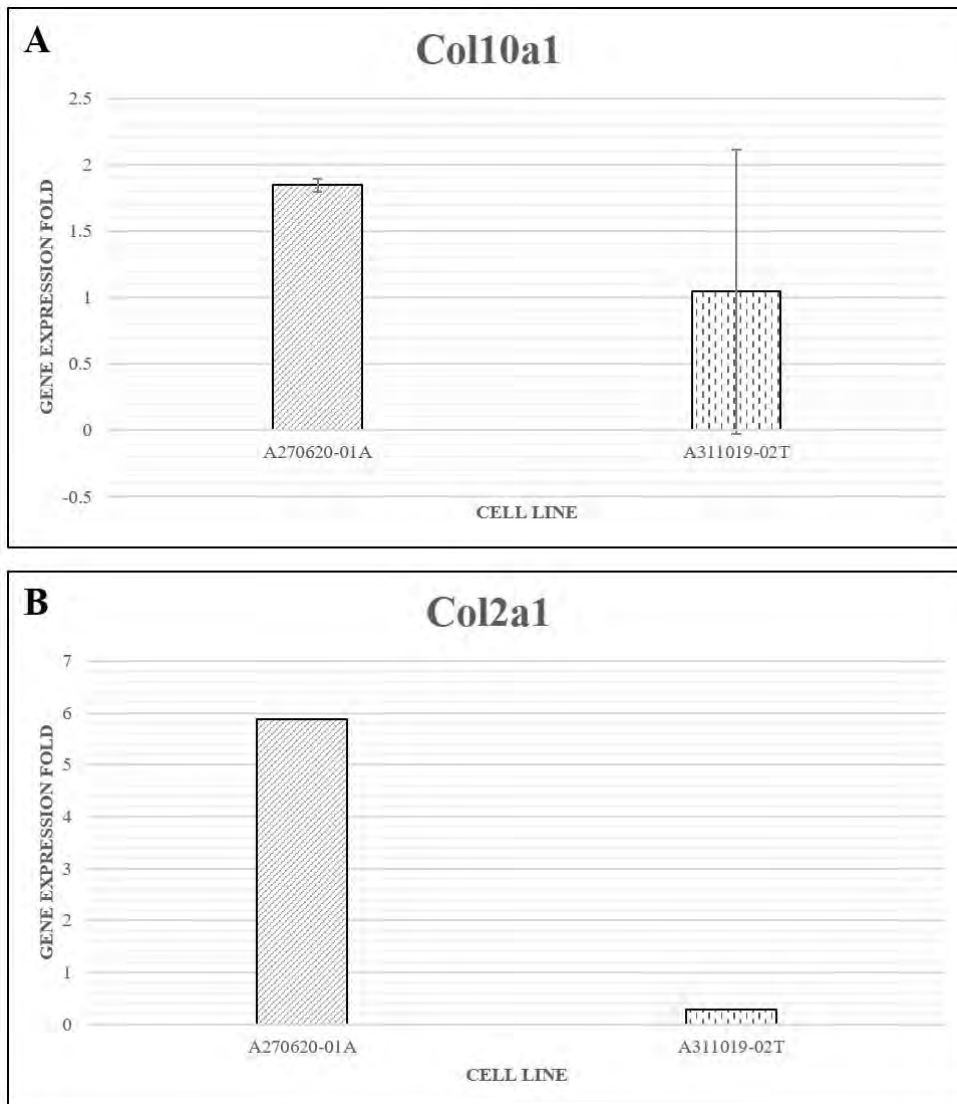 A
Col10a1
2.5
2
1.5
1
0.5
0
-0.5
GENE EXPRESSION FOLD
A270620-01A A311019-02T
CELL LINE
B
Col2a1
7
6
5
4
3
2
1
0
GENE EXPRESSION FOLD
A270620-01A A311019-02T
CELL LINE